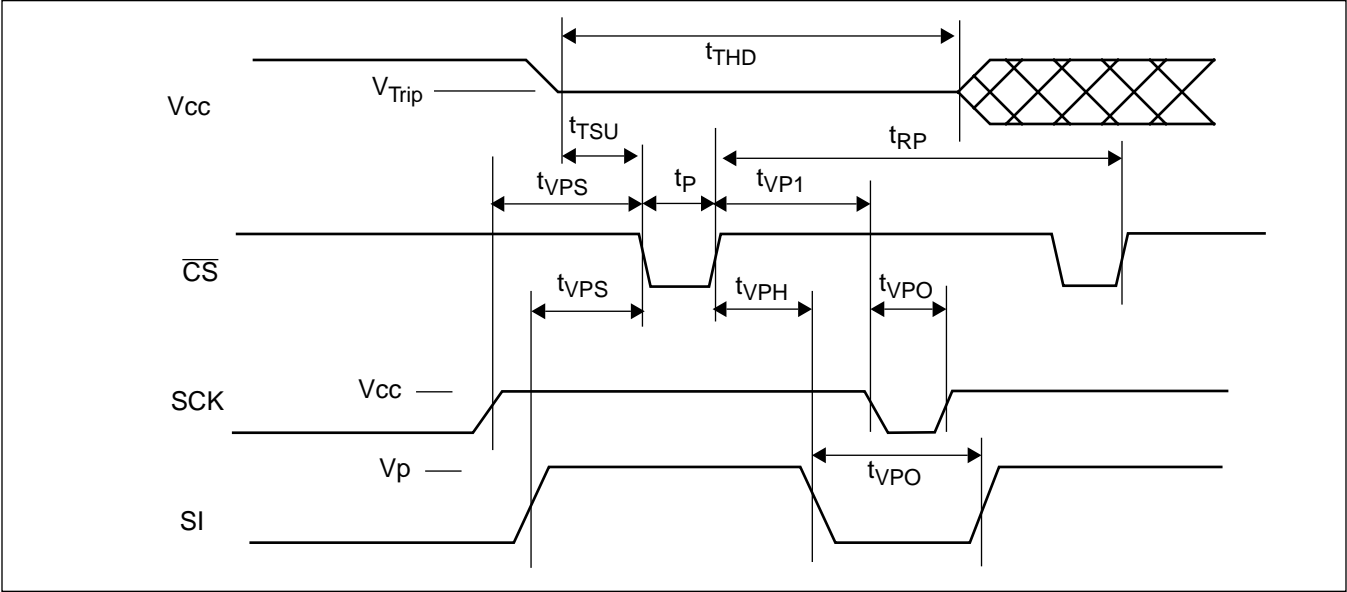 tTHD
VTrip
Vcc
tTSU
tRP
tVPS
tP
tVP1
CS
tVPS
tVPH
tVPO
Vcc
SCK
Vp
tVPO
SI